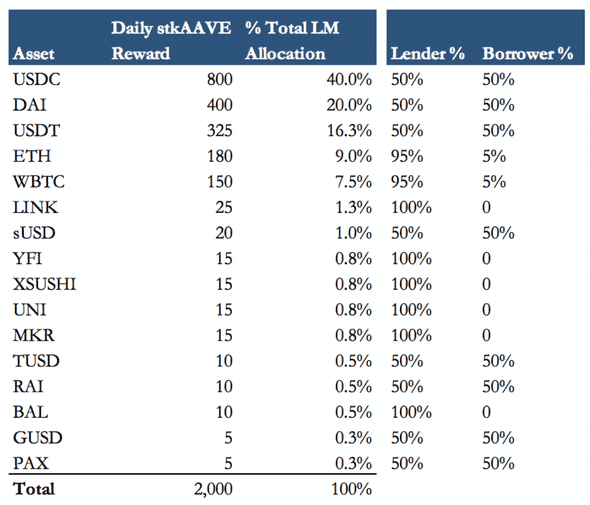 Daily stkAAVE % Total LM
Asset Reward Allocation Lender % Borrower %
USDC 800 40.0% 50% 50%
DAI 400 20.0% 50% 50%
USDT 325 16.3% 50% 50%
ETH 180 9.0% 95% 5%
WBTC 150 7.5% 95% 5%
LINK 25 1.3% 100% 0
sUSD 20 1.0% 50% 50%
YFI 15 0.8% 100% 0
XSUSHI 15 0.8% 100% 0
UNI 15 0.8% 100% 0
MKR 15 0.8% 100% 0
TUSD 10 0.5% 50% 50%
RAI 10 0.5% 50% 50%
BAL 10 0.5% 100% 0
GUSD 5 0.3% 50% 50%
PAX 5 0.3% 50% 50%
Total 2,000 100%